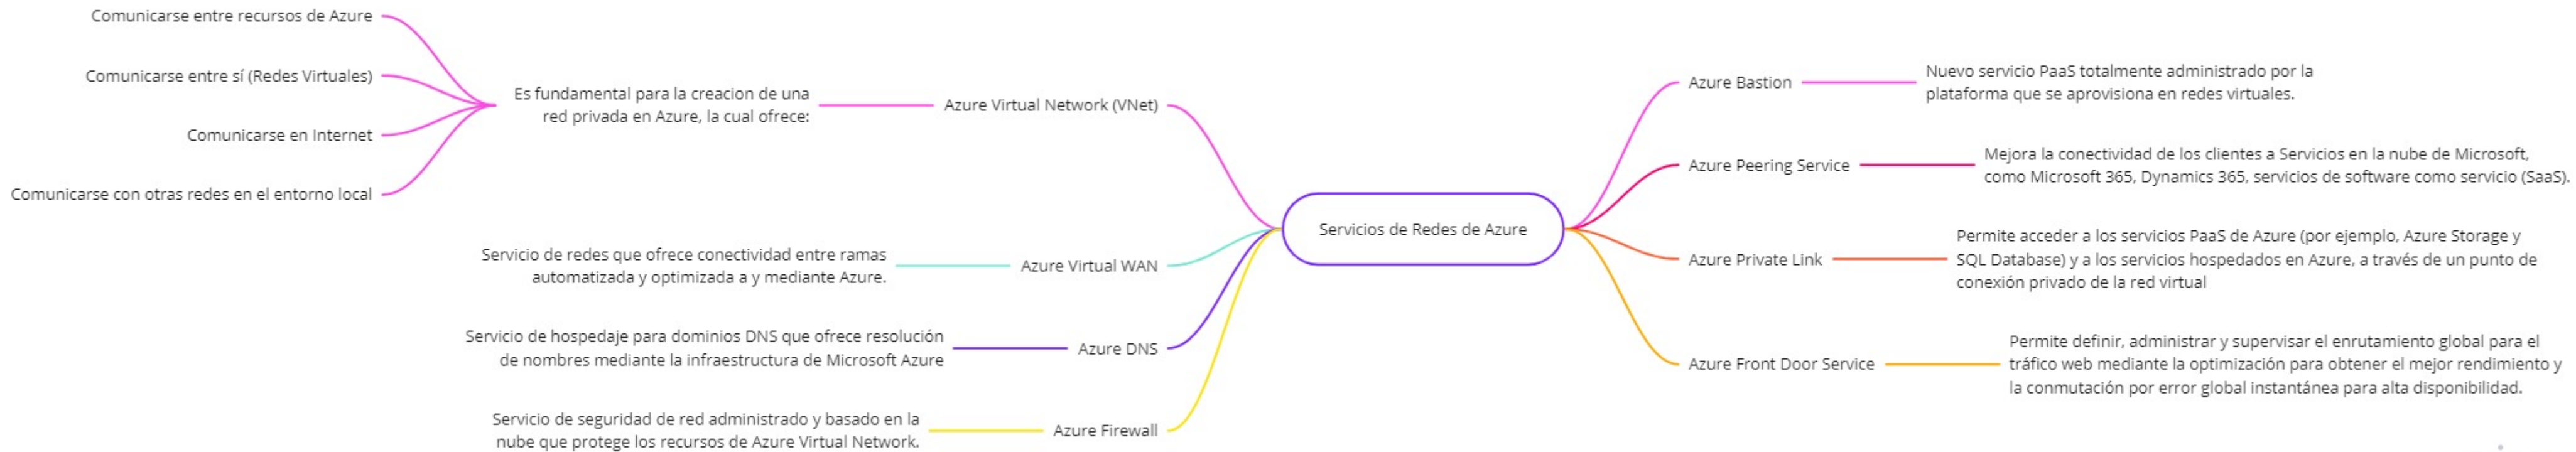 Servicios de Redes de Azure
Azure Virtual Network (VNet)
Es fundamental para la creacion de una
red privada en Azure, la cual ofrece:
Comunicarse entre recursos de Azure
Comunicarse entre sí (Redes Virtuales)
Comunicarse en Internet
Comunicarse con otras redes en el entorno local
Azure Virtual WAN
Servicio de redes que ofrece conectividad entre ramas
automatizada y optimizada a y mediante Azure.
Azure DNS
Servicio de hospedaje para dominios DNS que ofrece resolución
de nombres mediante la infraestructura de Microsoft Azure
Azure Firewall
Servicio de seguridad de red administrado y basado en la
nube que protege los recursos de Azure Virtual Network.
Azure Bastion
Nuevo servicio PaaS totalmente administrado por la
plataforma que se aprovisiona en redes virtuales.
Azure Peering Service
Mejora la conectividad de los clientes a Servicios en la nube de Microsoft,
como Microsoft 365, Dynamics 365, servicios de software como servicio (SaaS).
Azure Private Link
Permite acceder a los servicios PaaS de Azure (por ejemplo, Azure Storage y
SQL Database) y a los servicios hospedados en Azure, a través de un punto de
conexión privado de la red virtual
Azure Front Door Service
Permite definir, administrar y supervisar el enrutamiento global para el
tráfico web mediante la optimización para obtener el mejor rendimiento y
la conmutación por error global instantánea para alta disponibilidad.